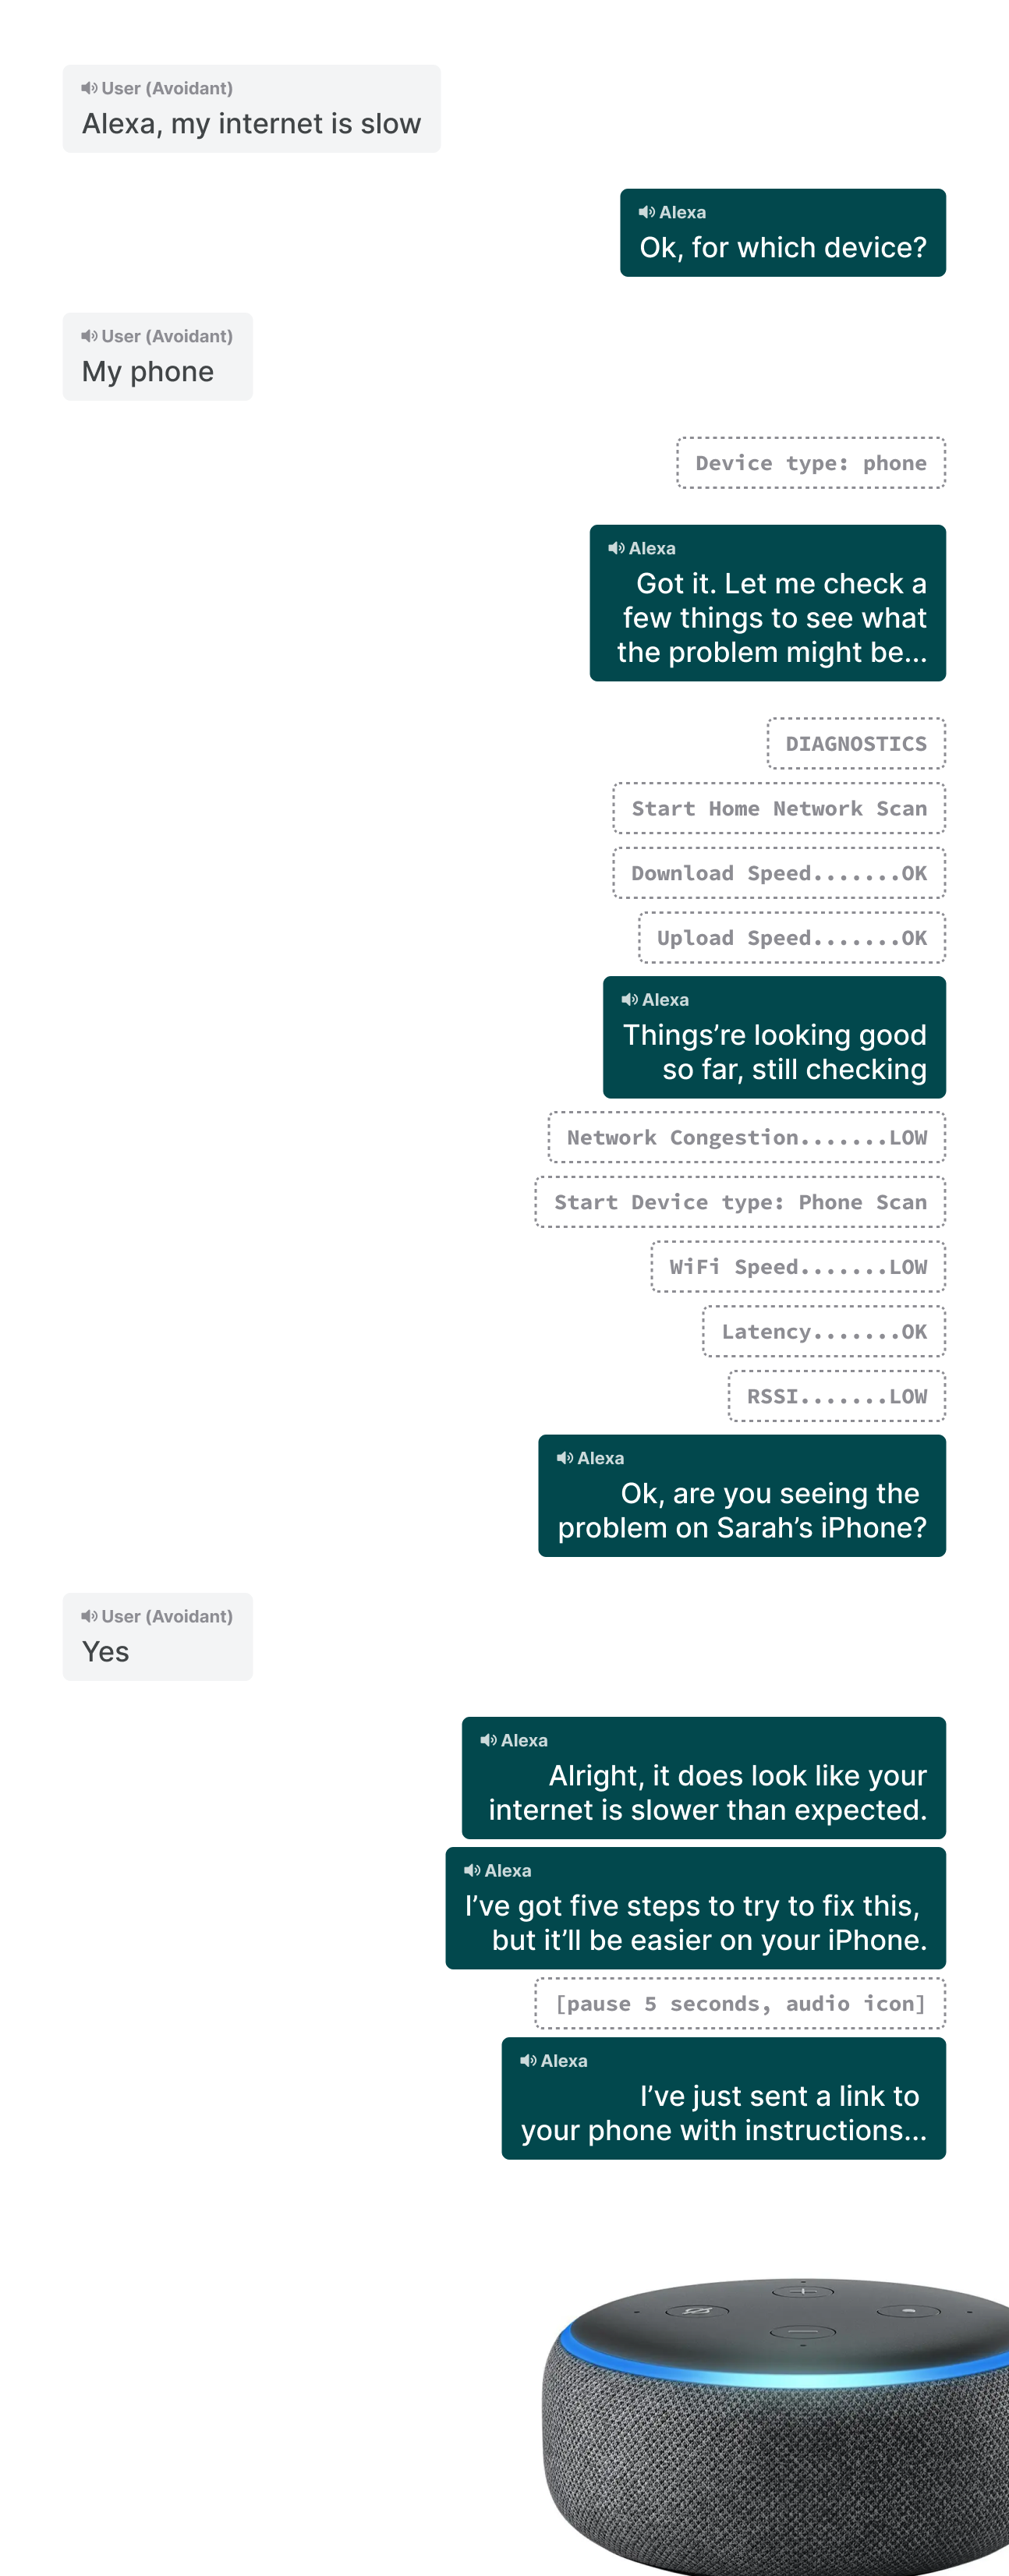 User (Avoidant)
Alexa, my internet is slow
Alexa
Ok, for which device?
User (Avoidant)
My phone
Device type: phone
Alexa
Got it. Let me check a
few things to see what
the problem might be...
DIAGNOSTICS
Start Home Network Scan
Download Speed.......OK
Upload Speed.......OK
Alexa
Things’re looking good
so far, still checking
Network Congestion.......LOW
Start Device type: Phone Scan
WiFi Speed.......LOW
Latency.......OK
RSSI.......LOW
Alexa
Ok, are you seeing the
problem on Sarah’s iPhone?
User (Avoidant)
Yes
Alexa
Alright, it does look like your
internet is slower than expected.
Alexa
I’ve got five steps to try to fix this,
but it’ll be easier on your iPhone.
[pause 5 seconds, audio icon]
Alexa
I’ve just sent a link to
your phone with instructions...